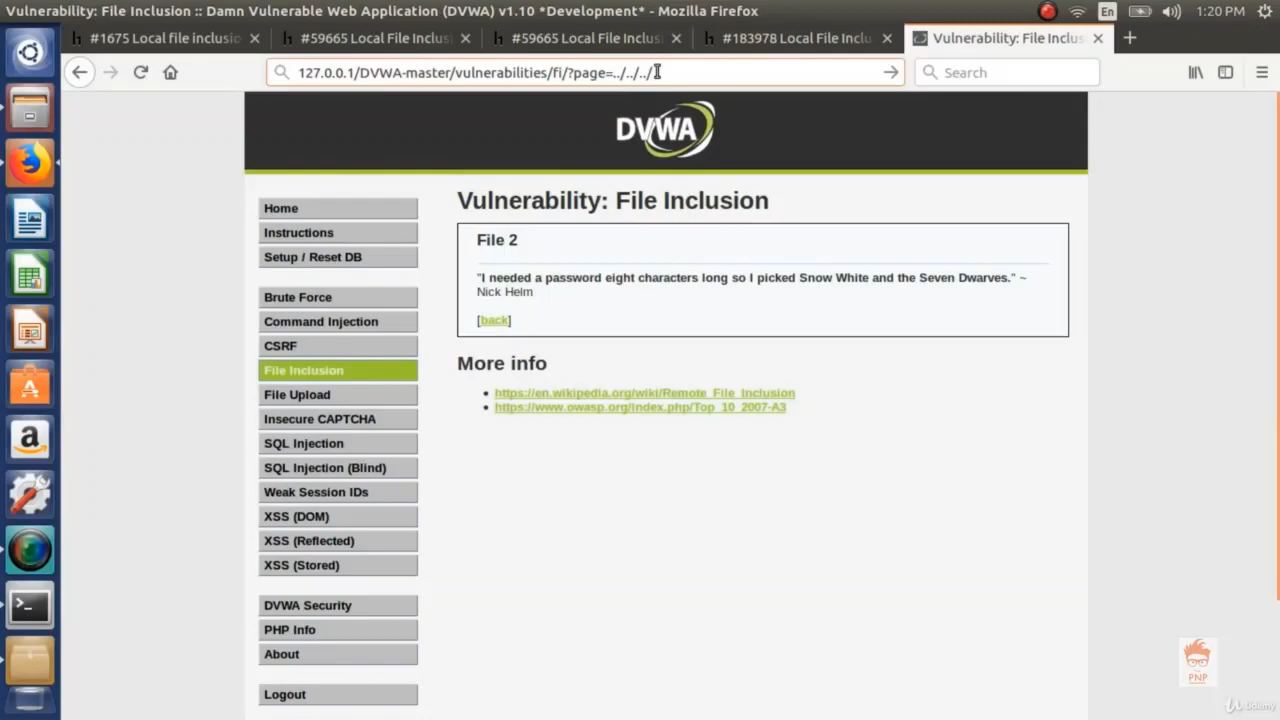 Vulnerability: File Inclusion :: Damn Vulnerable Web Application (DVWA) v1.10 *Development* - Mozilla Firefox
En
1:20 PM
#1675 Local file inclusio
#59665 Local File Inclus
#59665 Local File Inclus
#183978 Local File Inclu
Vulnerability: File Inclus
127.0.0.1/DVWA-master/vulnerabilities/fi/?page=../../../
Search
DVWA
Home
Instructions
Setup / Reset DB
Brute Force
Command Injection
CSRF
File Inclusion
File Upload
Insecure CAPTCHA
SQL Injection
SQL Injection (Blind)
Weak Session IDs
XSS (DOM)
XSS (Reflected)
XSS (Stored)
DVWA Security
PHP Info
About
Logout
Vulnerability: File Inclusion
File 2
"I needed a password eight characters long so I picked Snow White and the Seven Dwarves." ~
Nick Helm
[back]
More info
https://en.wikipedia.org/wiki/Remote_File_Inclusion
https://www.owasp.org/index.php/Top_10_2007-A3
PNP
Udemy